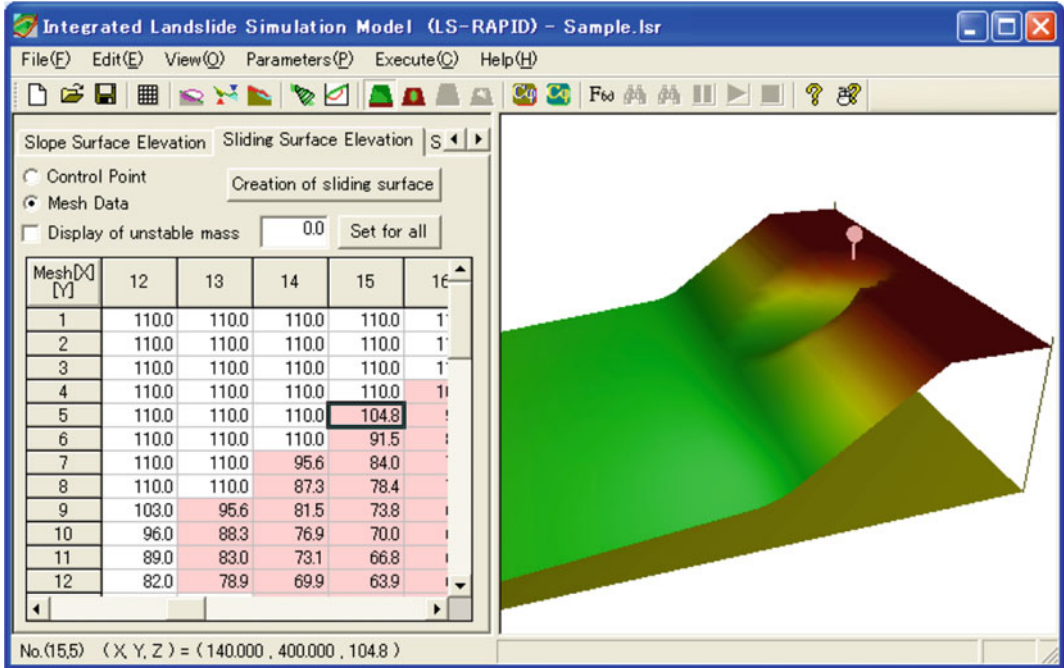 Integrated Landslide Simulation Model (LS-RAPID) - Sample.lsr
File(F) Edit(E) View(O) Parameters(P) Execute(C) Help(H)
Cq Cq Fω ? ?
Slope Surface Elevation Sliding Surface Elevation S
Control Point
Creation of sliding surface
Mesh Data
Display of unstable mass 0.0 Set for all
Mesh[X] 12 13 14 15 16
[Y]
1 110.0 110.0 110.0 110.0
2 110.0 110.0 110.0 110.0
3 110.0 110.0 110.0 110.0
4 110.0 110.0 110.0 110.0
5 110.0 110.0 110.0 104.8
6 110.0 110.0 110.0 91.5
7 110.0 110.0 95.6 84.0
8 110.0 110.0 87.3 78.4
9 103.0 95.6 81.5 73.8
10 96.0 88.3 76.9 70.0
11 89.0 83.0 73.1 66.8
12 82.0 78.9 69.9 63.9
No.(15,5) ( X, Y, Z ) = ( 140.000 , 400.000 , 104.8 )